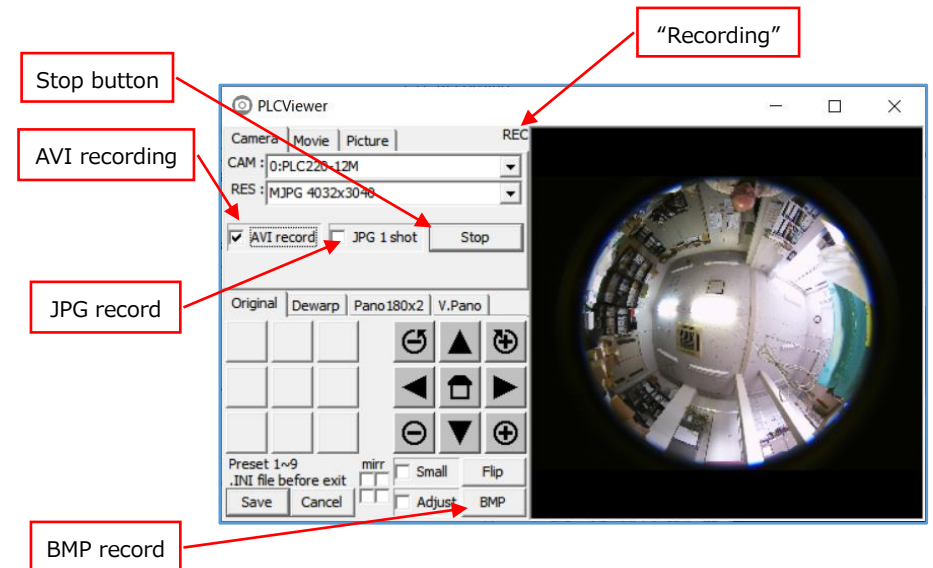 “Recording”
Stop button
PLCViewer
AVI recording
Camera Movie Picture REC
CAM : 0:PLC220-12M
RES : MJPG 4032x3040
AVI record JPG 1 shot Stop
JPG record
Original Dewarp Pano180x2 V.Pano
Preset 1~9 mirr Small Flip
.INI file before exit
Save Cancel Adjust BMP
BMP record